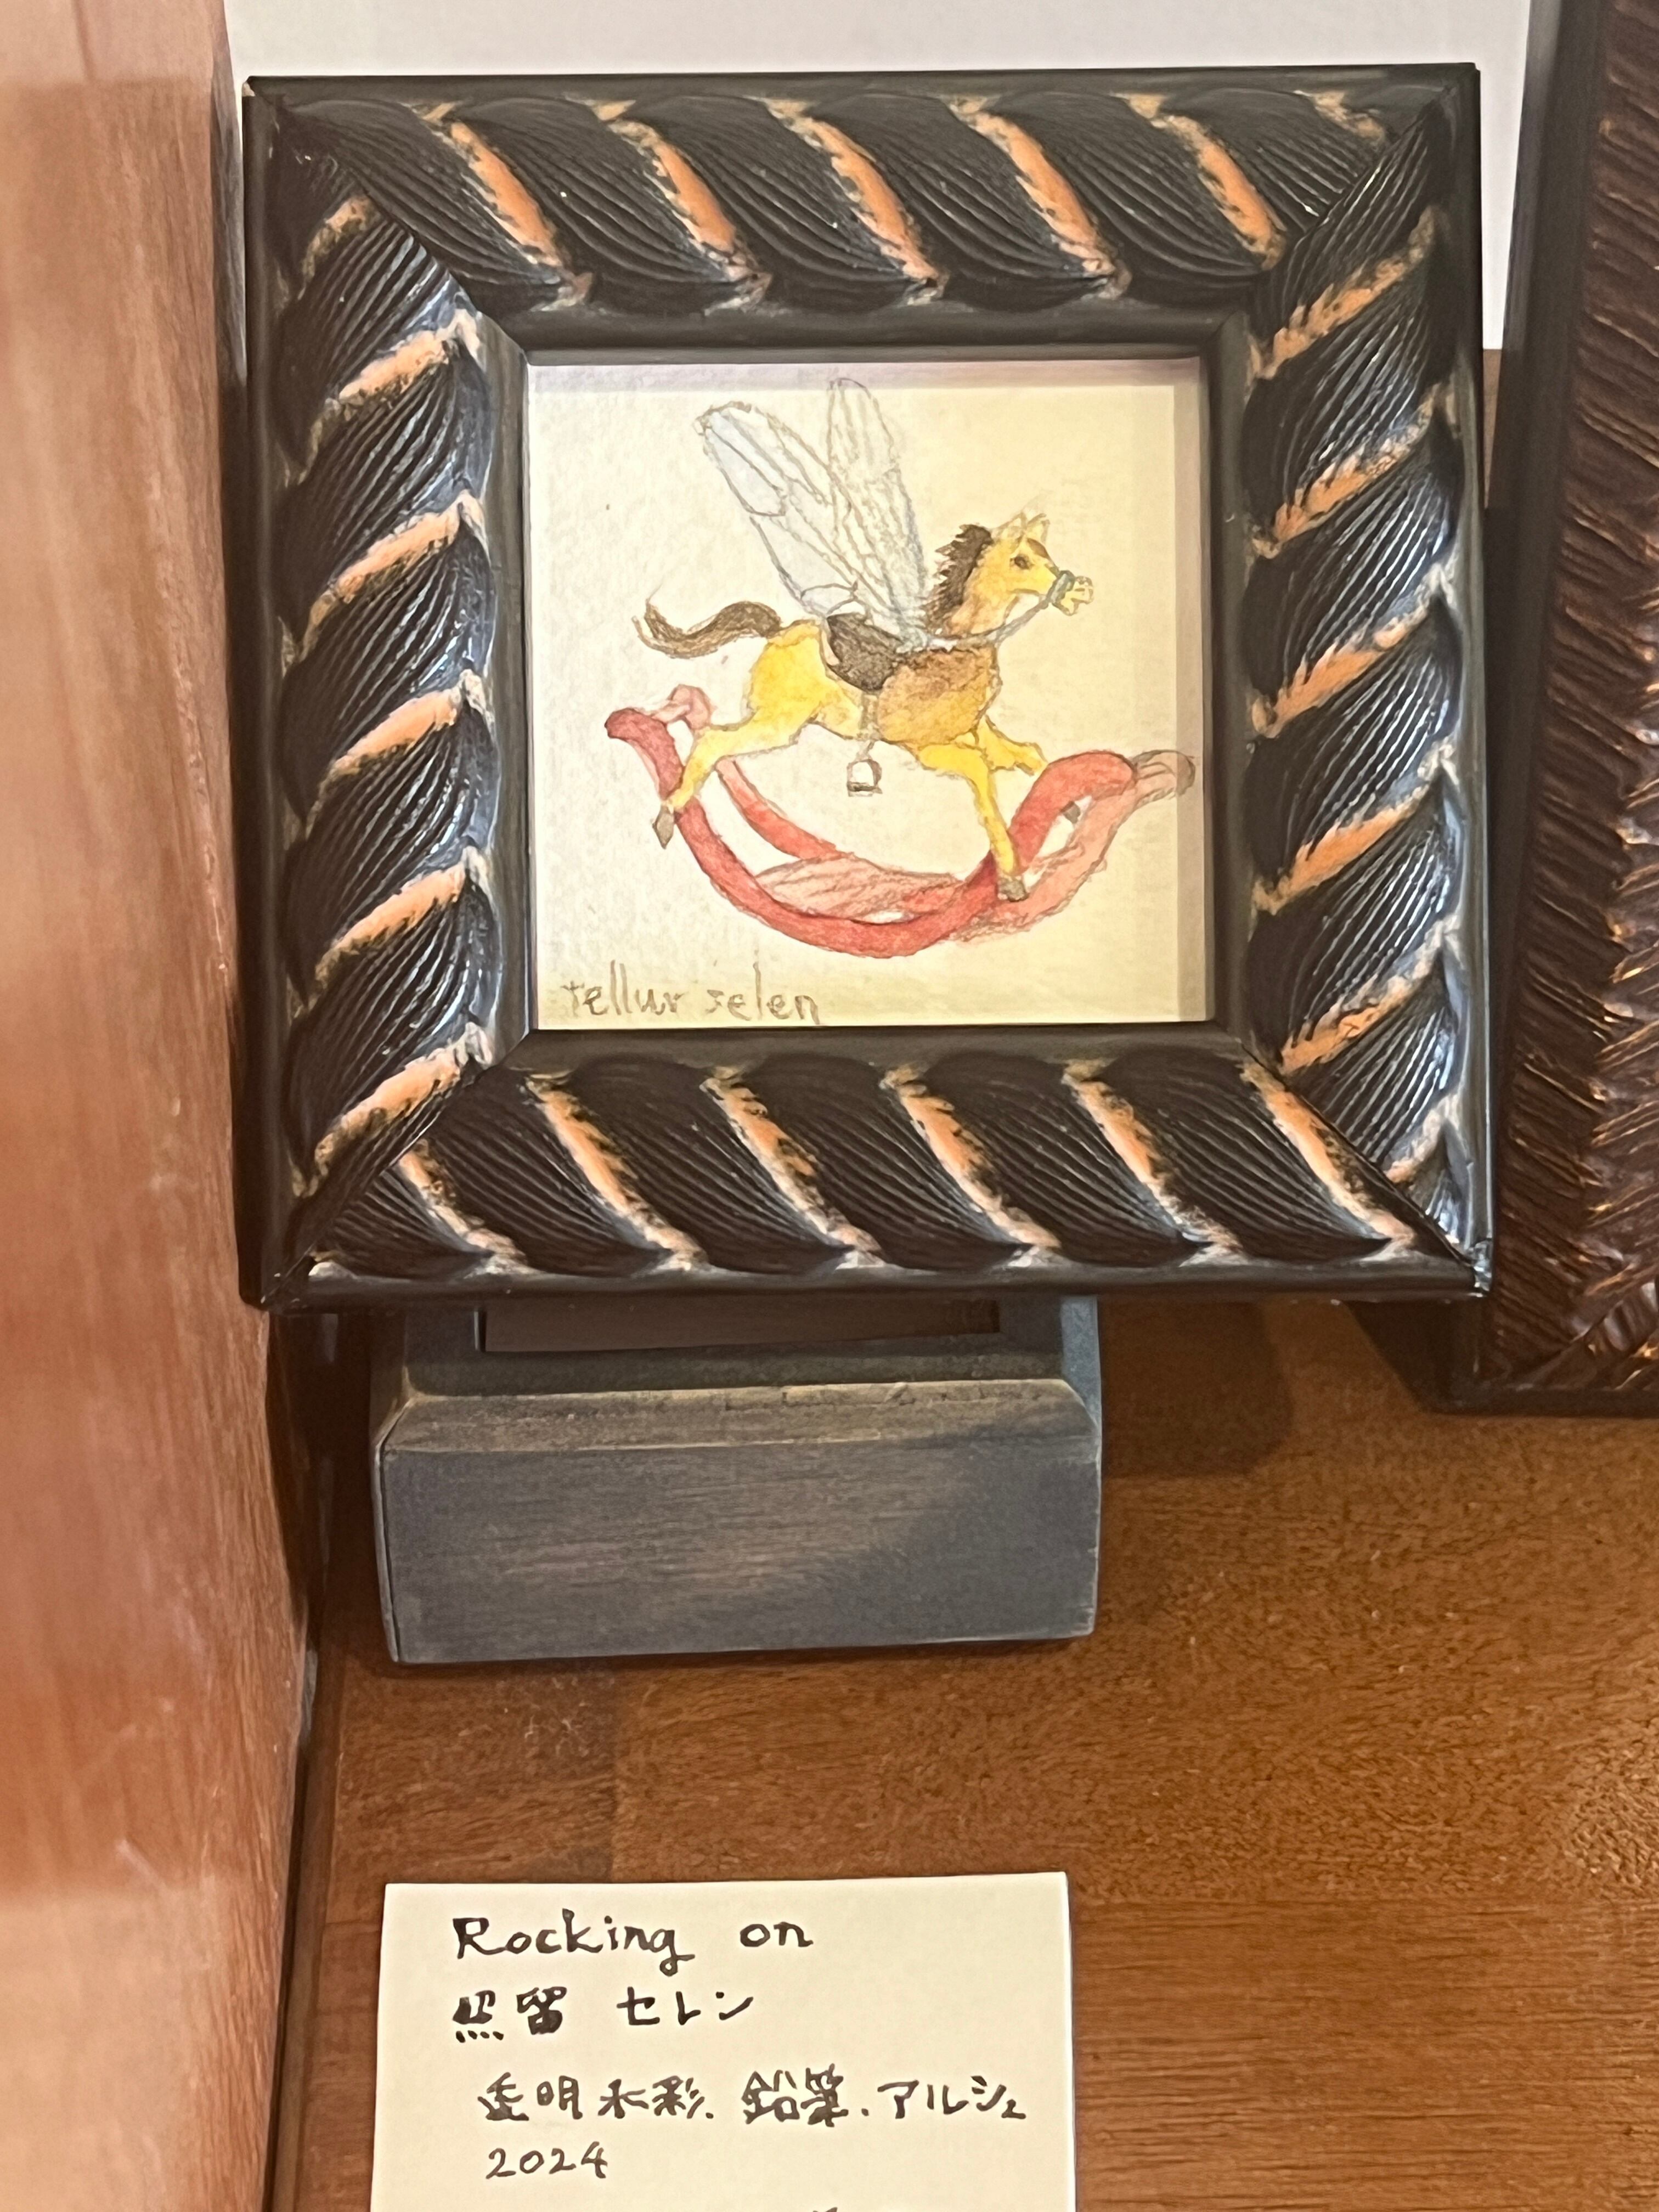 tellur selen
Rocking on
照留 セレン
透明水彩、鉛筆、アルシュ
2024